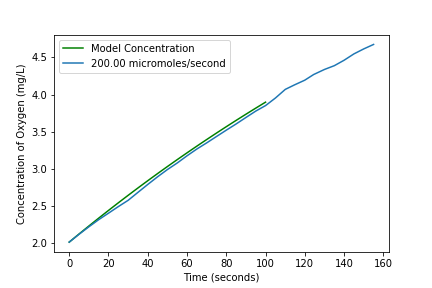 Model Concentration
200.00 micromoles/second
Concentration of Oxygen (mg/L)
4.5
4.0
3.5
3.0
2.5
2.0
0 20 40 60 80 100 120 140 160
Time (seconds)